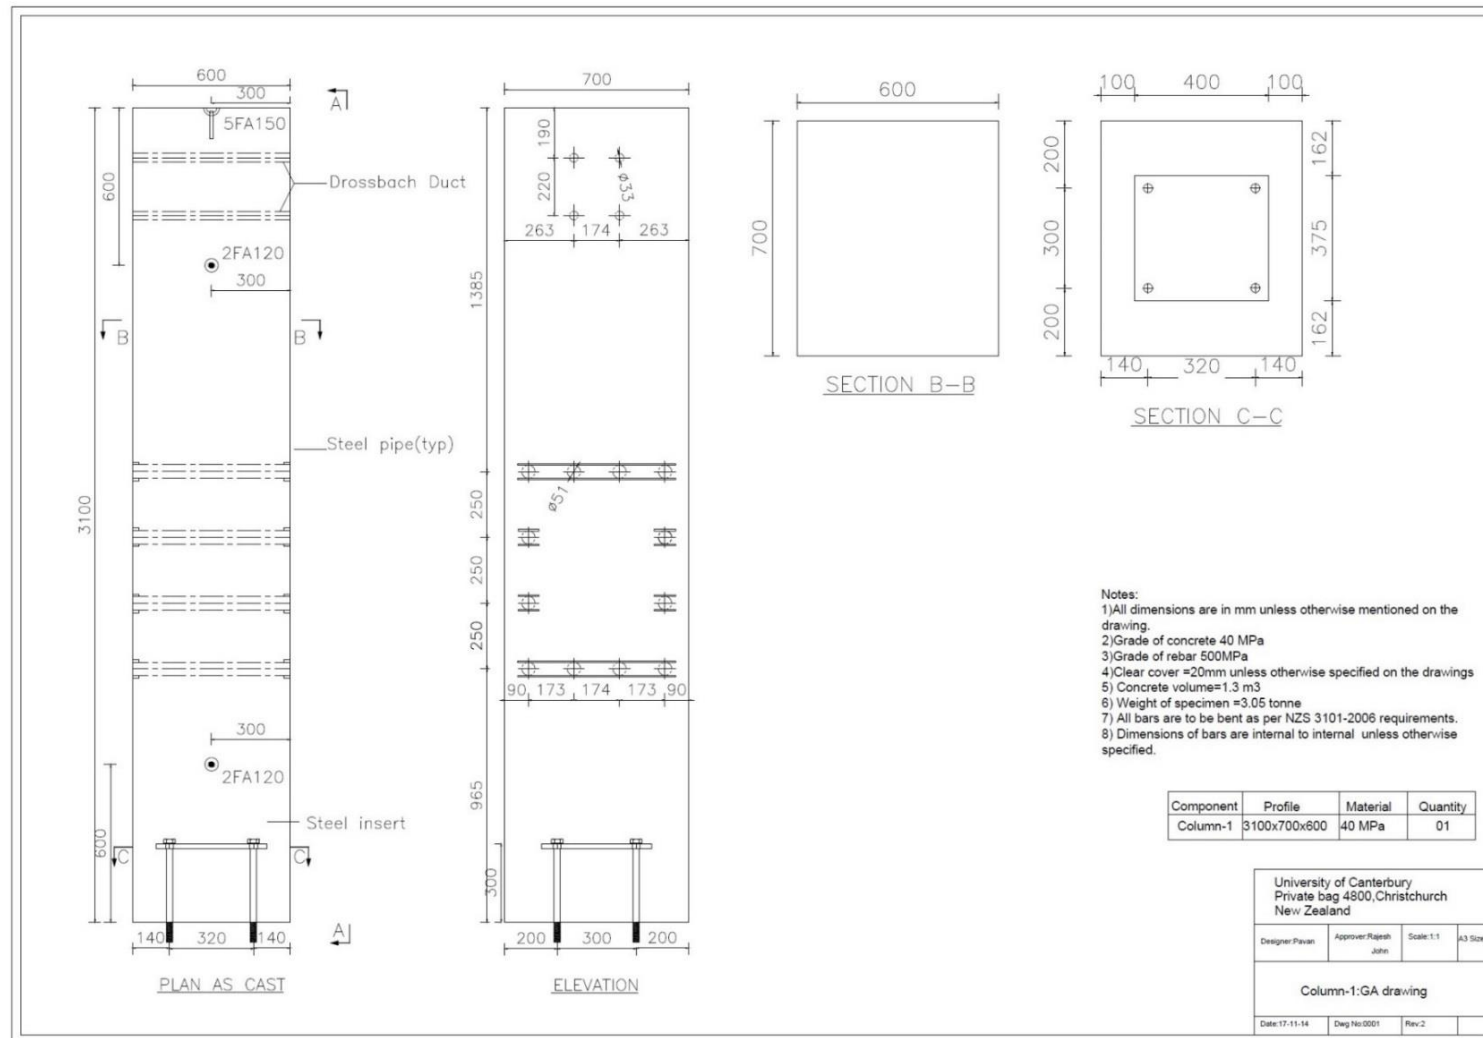 600
300
A
5FA150
600
Drossbach Duct
2FA120
300
B
B
Steel pipe(typ)
3100
300
2FA120
Steel insert
600
C
C
140
320
140
A
PLAN AS CAST
700
190
220
ø33
263
174
263
1385
ø51
250
250
250
90
173
174
173
90
965
300
200
300
200
ELEVATION
600
700
SECTION B-B
100
400
100
200
300
200
162
375
162
140
320
140
SECTION C-C
Notes:
1)All dimensions are in mm unless otherwise mentioned on the
drawing.
2)Grade of concrete 40 MPa
3)Grade of rebar 500MPa
4)Clear cover =20mm unless otherwise specified on the drawings
5) Concrete volume=1.3 m3
6) Weight of specimen =3.05 tonne
7) All bars are to be bent as per NZS 3101-2006 requirements.
8) Dimensions of bars are internal to internal unless otherwise
specified.
Component Profile Material Quantity
Column-1 3100x700x600 40 MPa 01
University of Canterbury
Private bag 4800,Christchurch
New Zealand
Designer:Pavan Approver:Rajesh John Scale:1:1 A3 Size
Column-1:GA drawing
Date:17-11-14 Dwg No:0001 Rev:2